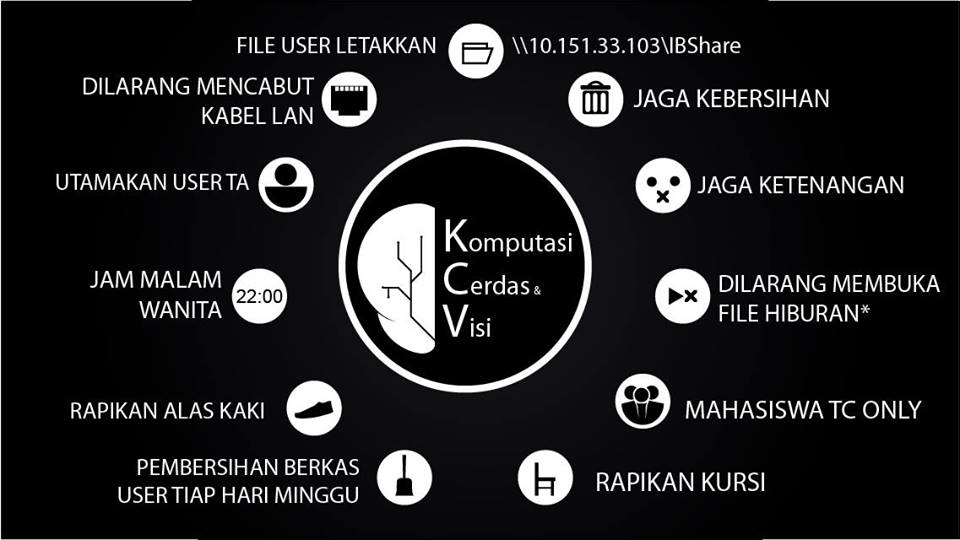 FILE USER LETAKKAN
\\10.151.33.103\IBShare
DILARANG MENCABUT
KABEL LAN
JAGA KEBERSIHAN
UTAMAKAN USER TA
JAGA KETENANGAN
JAM MALAM
WANITA
22:00
DILARANG MEMBUKA
FILE HIBURAN*
Komputasi
Cerdas &
Visi
RAPIKAN ALAS KAKI
MAHASISWA TC ONLY
PEMBERSIHAN BERKAS
USER TIAP HARI MINGGU
RAPIKAN KURSI